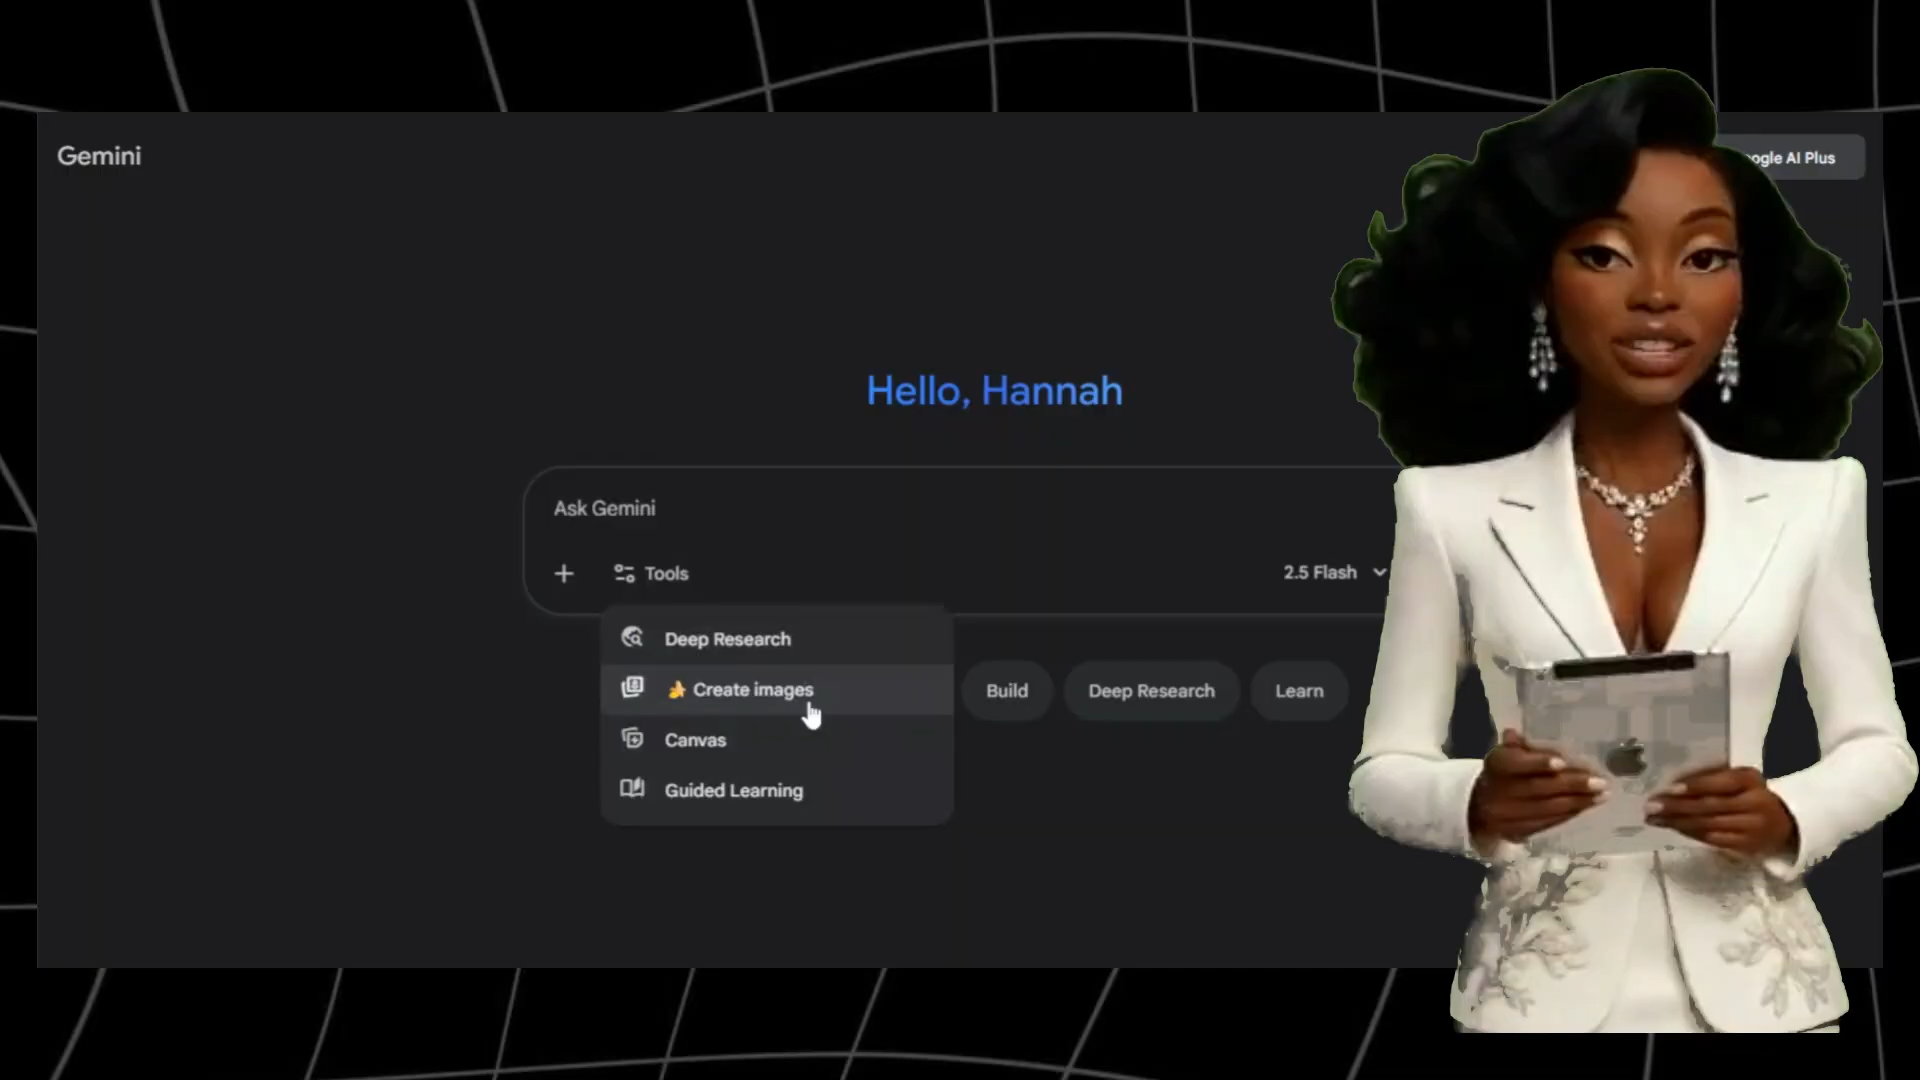 Gemini
ogle AI Plus
Hello, Hannah
Ask Gemini
Tools
2.5 Flash
Deep Research
Create images
Canvas
Guided Learning
Build
Deep Research
Learn